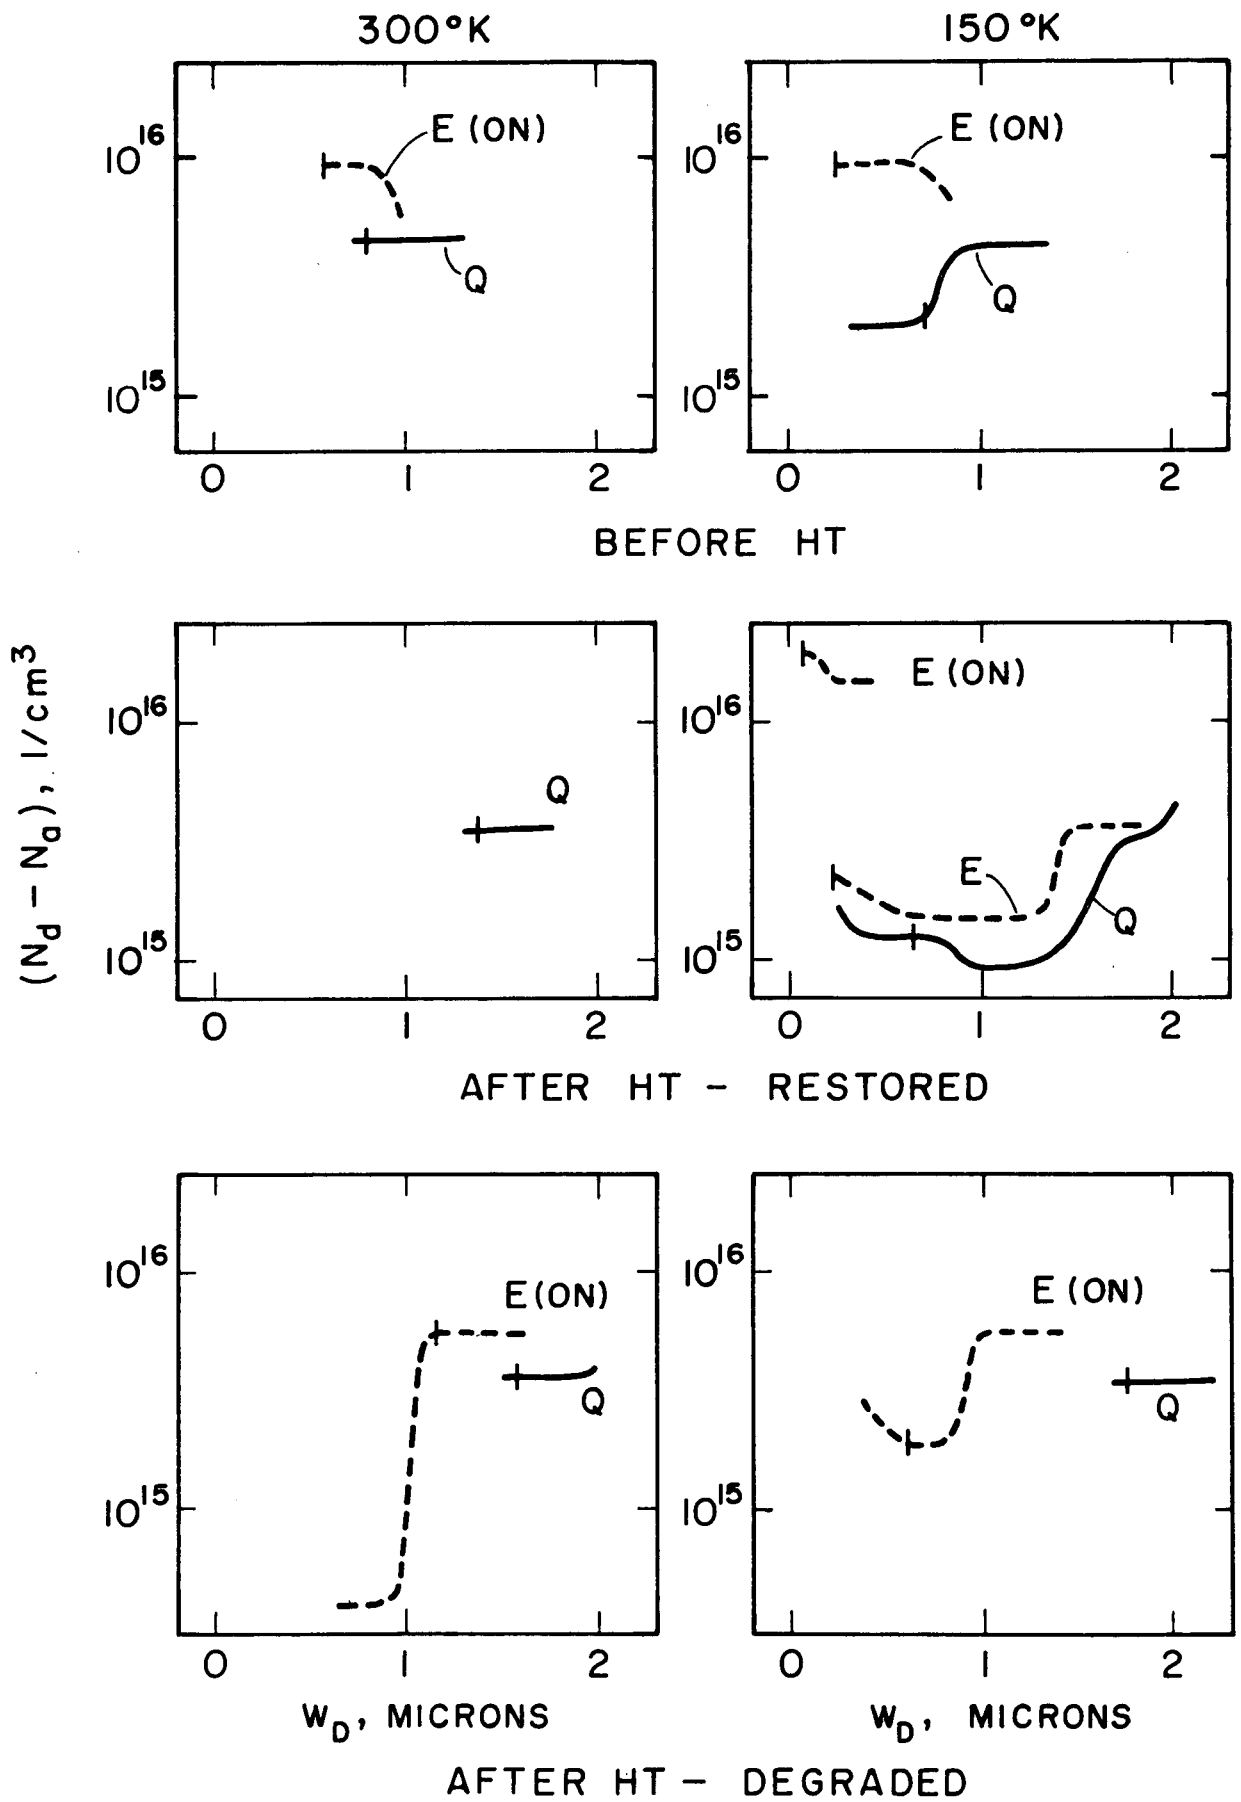 300°K
150°K
10^16
E (ON)
Q
10^15
0 1 2
10^16
E (ON)
Q
10^15
0 1 2
BEFORE HT
(N_d – N_a), 1/cm^3
10^16
Q
10^15
0 1 2
10^16
E (ON)
E
Q
10^15
0 1 2
AFTER HT – RESTORED
10^16
E (ON)
Q
10^15
0 1 2
W_D, MICRONS
10^16
E (ON)
Q
10^15
0 1 2
W_D, MICRONS
AFTER HT – DEGRADED